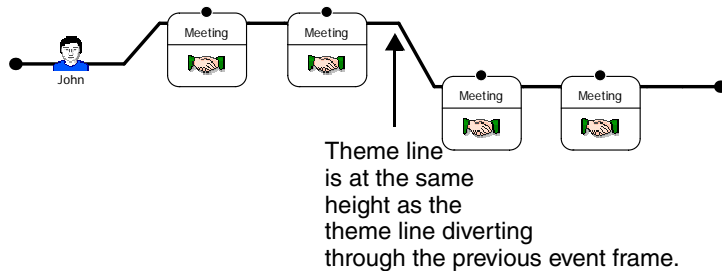 Meeting
Meeting
John
Meeting
Meeting
Theme line
is at the same
height as the
theme line diverting
through the previous event frame.